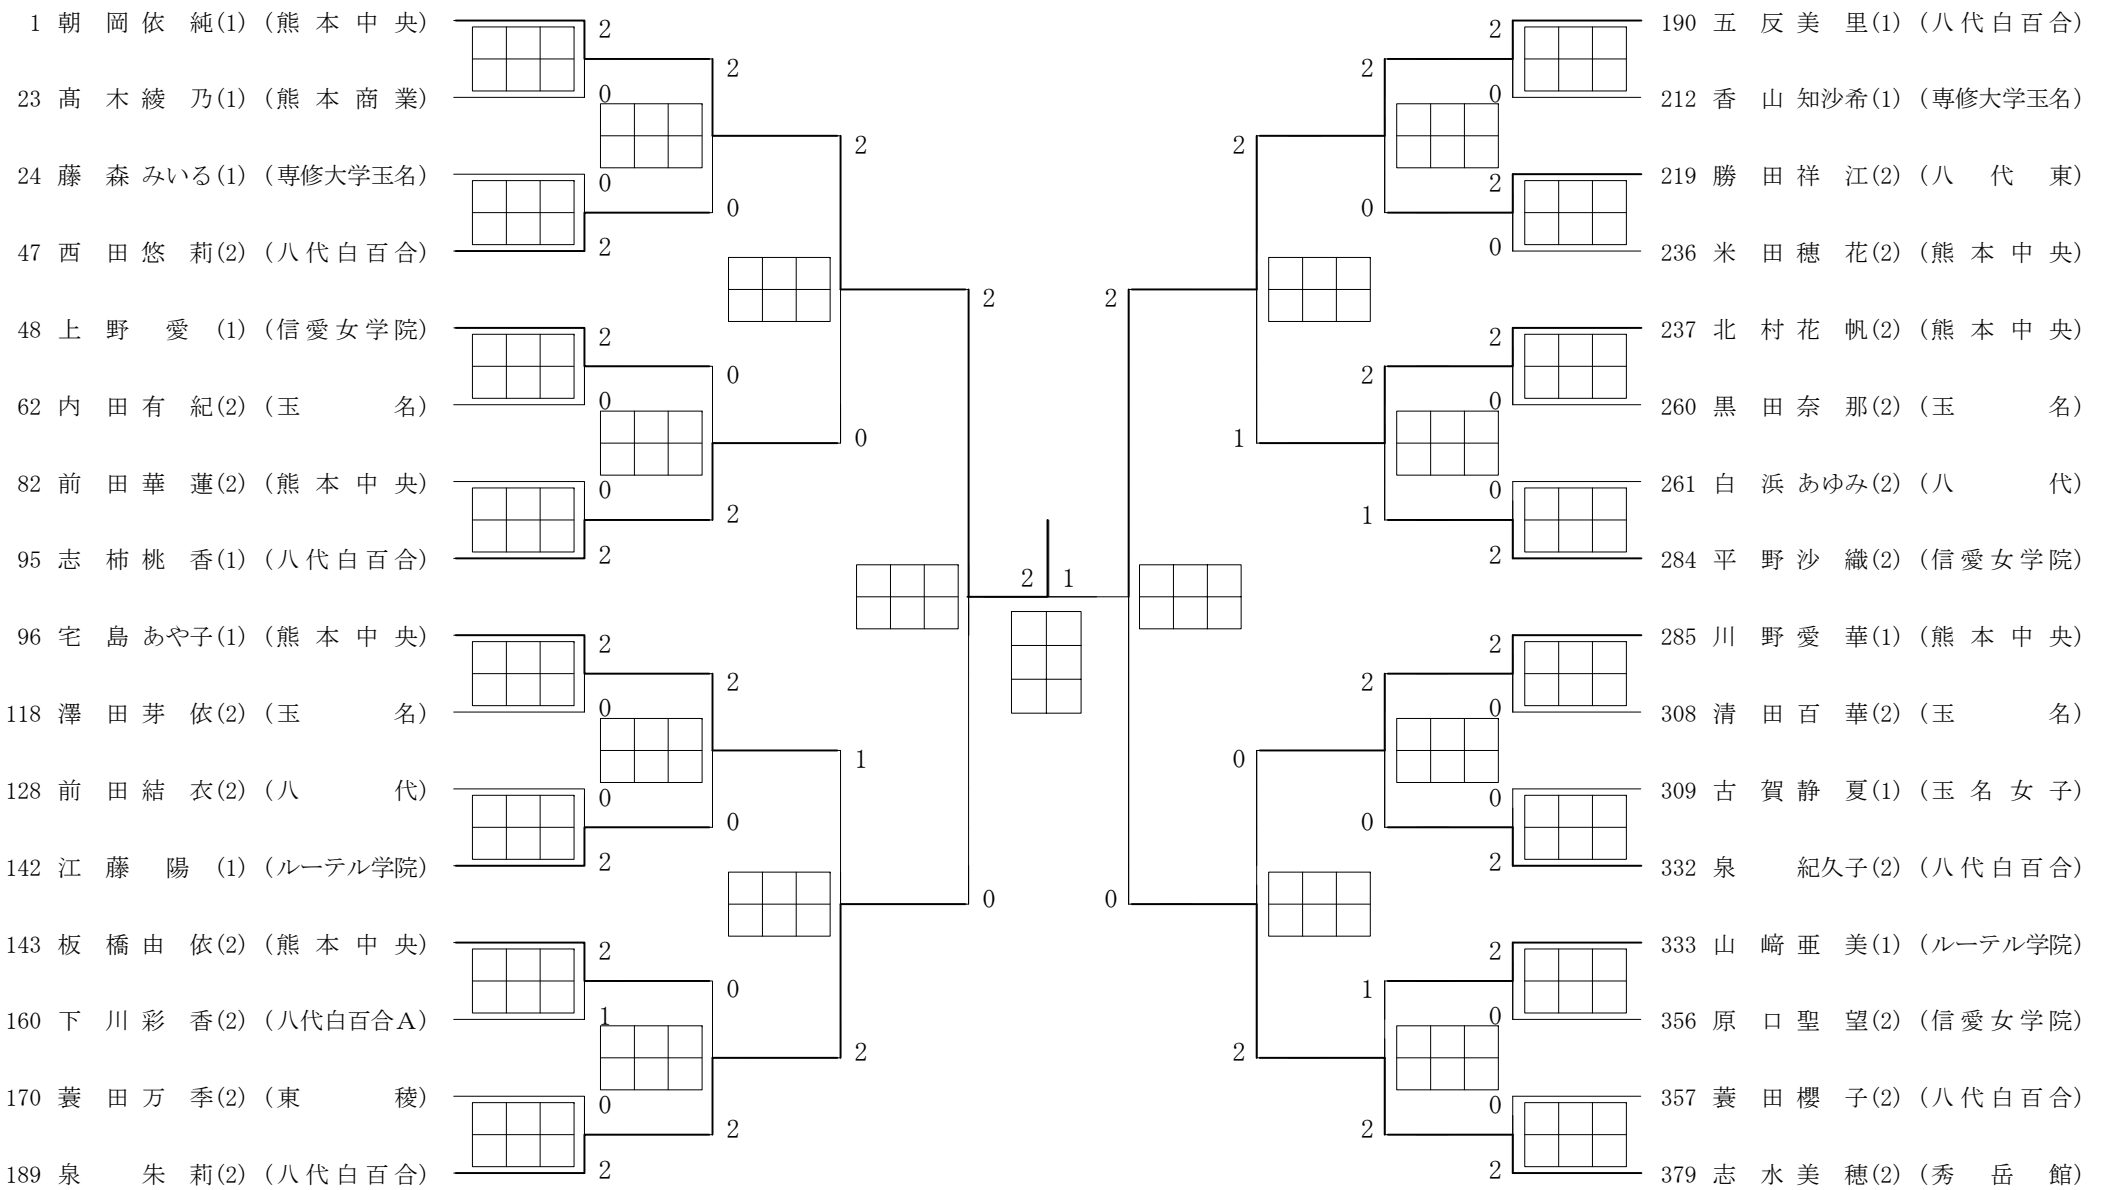 1 朝 岡 依 純(1) (熊 本 中 央)
2
2
0
23 髙 木 綾 乃(1) (熊 本 商 業)
2
24 藤 森 みいる(1) (専修大学玉名)
0
0
2
47 西 田 悠 莉(2) (八代白百合)
2
48 上 野 愛 (1) (信愛女学院)
2
0
0
62 内 田 有 紀(2) (玉 名)
0
82 前 田 華 蓮(2) (熊 本 中 央)
0
2
2
95 志 柿 桃 香(1) (八代白百合)
96 宅 島 あや子(1) (熊 本 中 央)
2
2
0
118 澤 田 芽 依(2) (玉 名)
1
128 前 田 結 衣(2) (八 代)
0
0
2
142 江 藤 陽 (1) (ルーテル学院)
0
143 板 橋 由 依(2) (熊 本 中 央)
2
0
1
160 下 川 彩 香(2) (八代白百合A)
2
170 蓑 田 万 季(2) (東 稜)
0
2
2
189 泉 朱 莉(2) (八代白百合)
2 1
190 五 反 美 里(1) (八代白百合)
2
2
0
212 香 山 知沙希(1) (専修大学玉名)
2
219 勝 田 祥 江(2) (八 代 東)
2
0
0
236 米 田 穂 花(2) (熊 本 中 央)
2
237 北 村 花 帆(2) (熊 本 中 央)
2
2
0
260 黒 田 奈 那(2) (玉 名)
1
261 白 浜 あゆみ(2) (八 代)
0
1
2
284 平 野 沙 織(2) (信愛女学院)
285 川 野 愛 華(1) (熊 本 中 央)
2
2
0
308 清 田 百 華(2) (玉 名)
0
309 古 賀 静 夏(1) (玉 名 女 子)
0
0
2
332 泉 紀久子(2) (八代白百合)
0
333 山 﨑 亜 美(1) (ルーテル学院)
2
1
0
356 原 口 聖 望(2) (信愛女学院)
2
357 蓑 田 櫻 子(2) (八代白百合)
0
2
2
379 志 水 美 穂(2) (秀 岳 館)